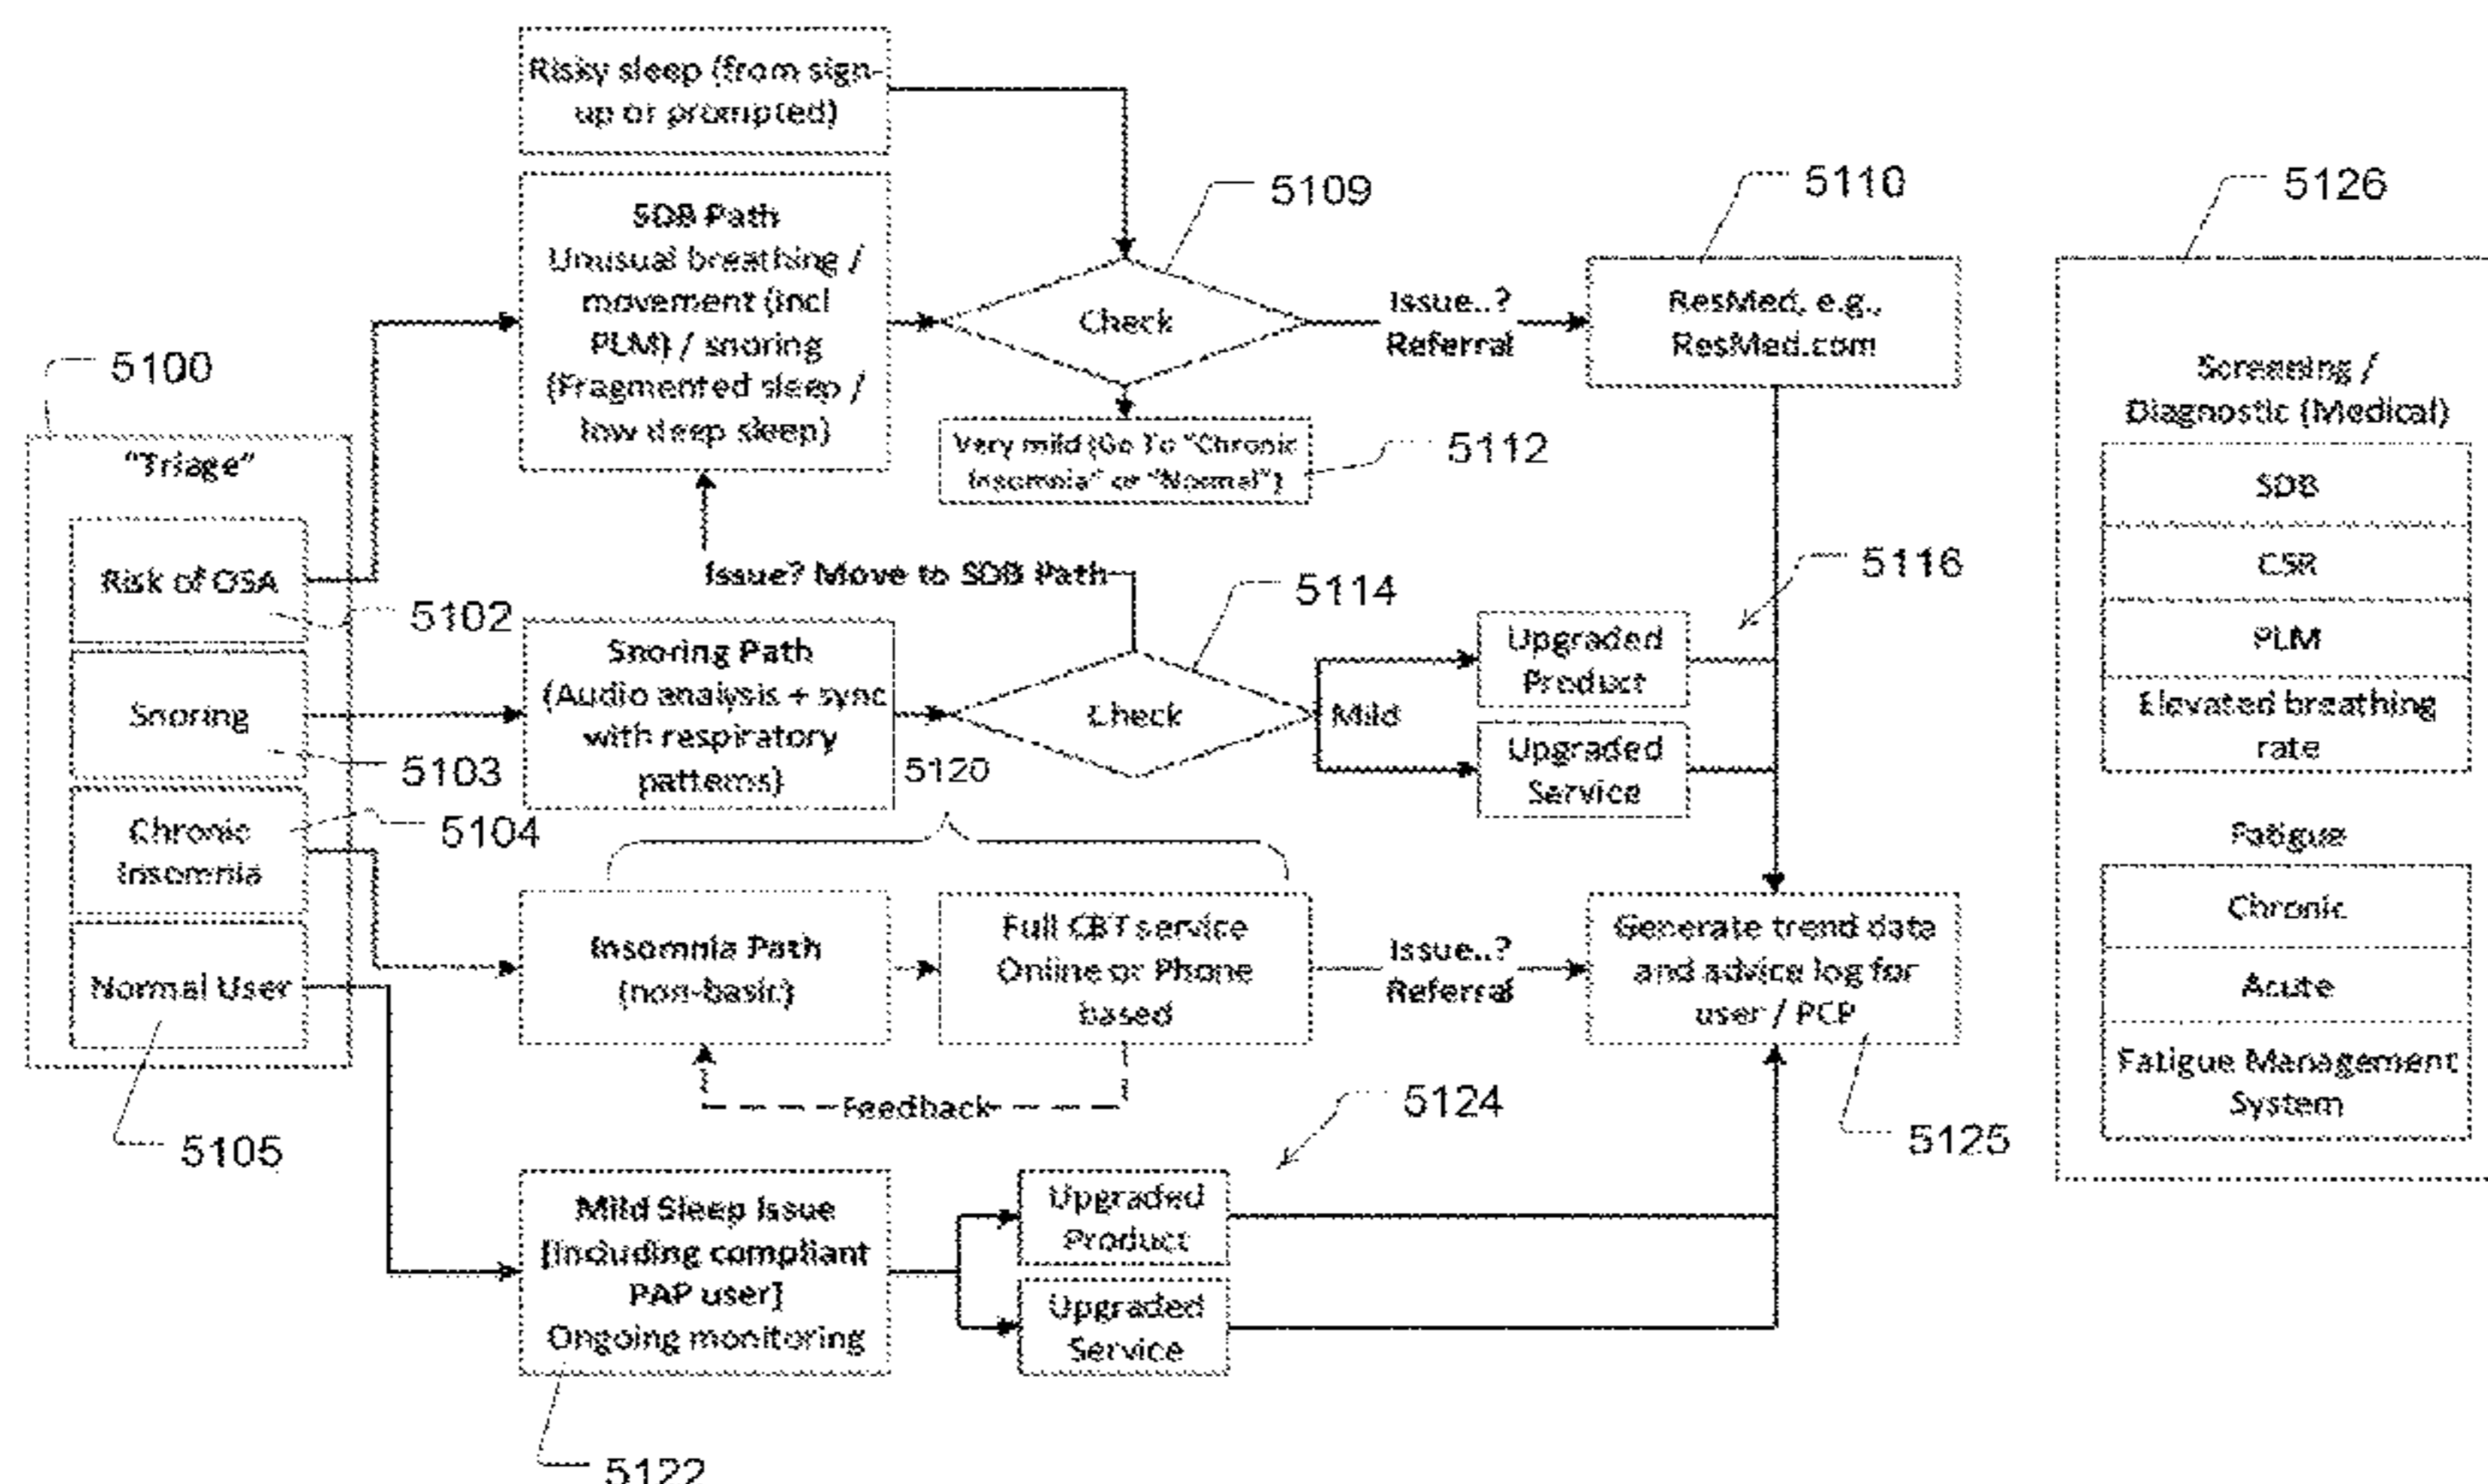 Risky sleep (from sign-
up or prompted)
5109
5110
5126
SDB Path
Unusual breathing /
movement (incl
PLM) / snoring
(Fragmented sleep /
low deep sleep)
Check
Issue..?
Referral
ResMed, e.g.,
ResMed.com
5100
"Triage"
Very mild (Go To "Chronic
Insomnia" or "Normal")
5112
Screening /
Diagnostic (Medical)
SDB
CSR
PLM
Elevated breathing
rate
Risk of OSA
5102
Issue? Move to SDB Path
5114
5116
Snoring
5103
Snoring Path
(Audio analysis + sync
with respiratory
patterns)
Check
Mild
Upgraded
Product
Upgraded
Service
5120
Chronic
Insomnia
5104
Fatigue
Chronic
Acute
Fatigue Management
System
Normal User
5105
Insomnia Path
(non-basic)
Full CBT service
Online or Phone
based
Issue..?
Referral
Generate trend data
and advice log for
user / PCP
5125
Feedback
5124
Mild Sleep Issue
[including compliant
PAP user]
Ongoing monitoring
5122
Upgraded
Product
Upgraded
Service